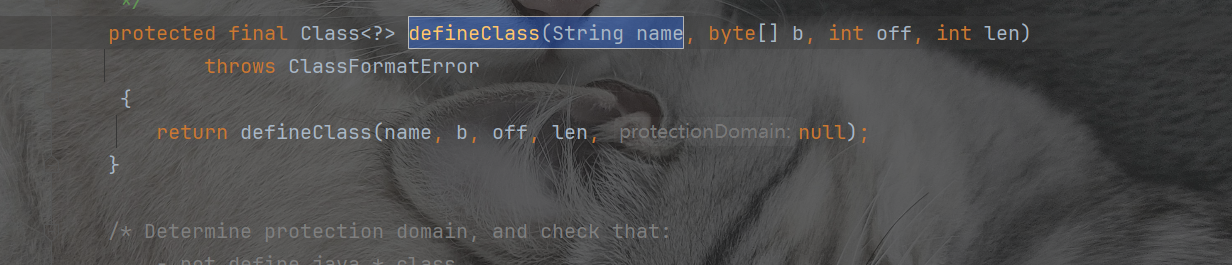 */
protected final Class<?> defineClass(String name, byte[] b, int off, int len)
throws ClassFormatError
{
return defineClass(name, b, off, len, protectionDomain: null);
}
/* Determine protection domain, and check that:
- not define java.* class,